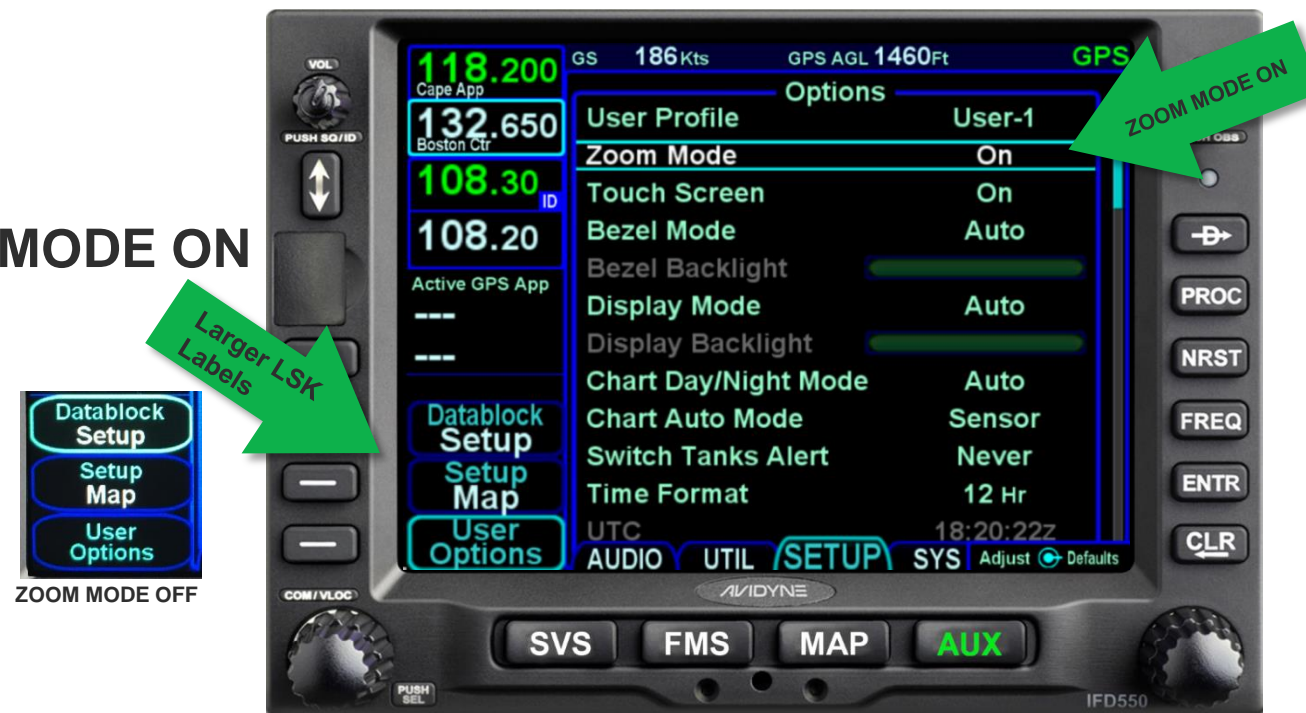 VOL
PUSH SQ/ID
118.200
Cape App
132.650
Boston Ctr
108.30
ID
108.20
Active GPS App
---
---
Datablock
Setup
Setup
Map
User
Options
GS 186Kts GPS AGL 1460Ft GPS
Options
User Profile User-1
Zoom Mode On
Touch Screen On
Bezel Mode Auto
Bezel Backlight
Display Mode Auto
Display Backlight
Chart Day/Night Mode Auto
Chart Auto Mode Sensor
Switch Tanks Alert Never
Time Format 12 Hr
UTC 18:20:22z
AUDIO UTIL SETUP SYS Adjust Defaults
ZOOM MODE ON
OBS
D
PROC
NRST
FREQ
ENTR
CLR
MODE ON
Larger LSK
Labels
Datablock
Setup
Setup
Map
User
Options
ZOOM MODE OFF
COM/VLOC
AVIDYNE
SVS FMS MAP AUX
PUSH
SEL
IFD550